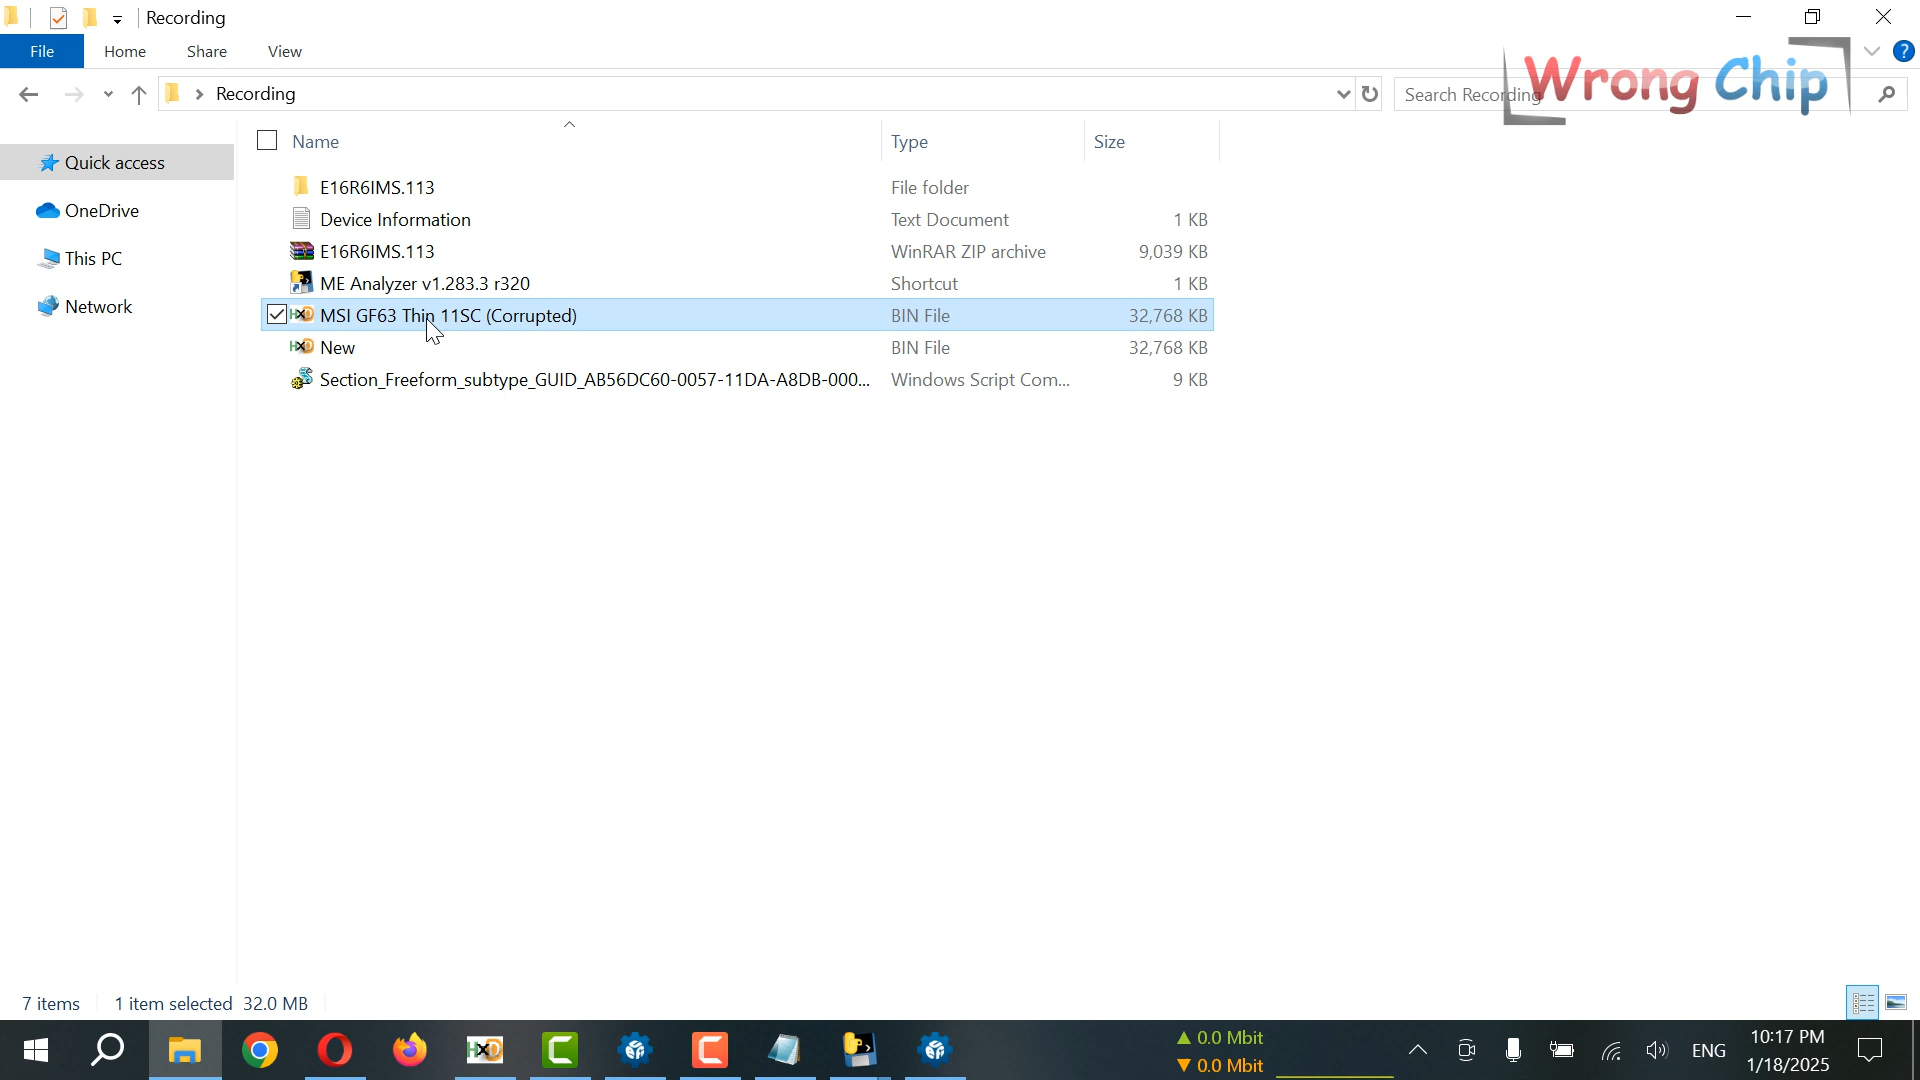 Recording
File Home Share View
Recording
Search Recording
Wrong Chip
Name Type Size
Quick access
OneDrive
This PC
Network
E16R6IMS.113 File folder
Device Information Text Document 1 KB
E16R6IMS.113 WinRAR ZIP archive 9,039 KB
ME Analyzer v1.283.3 r320 Shortcut 1 KB
MSI GF63 Thin 11SC (Corrupted) BIN File 32,768 KB
New BIN File 32,768 KB
Section_Freeform_subtype_GUID_AB56DC60-0057-11DA-A8DB-000... Windows Script Com... 9 KB
7 items 1 item selected 32.0 MB
0.0 Mbit
0.0 Mbit
ENG
10:17 PM
1/18/2025